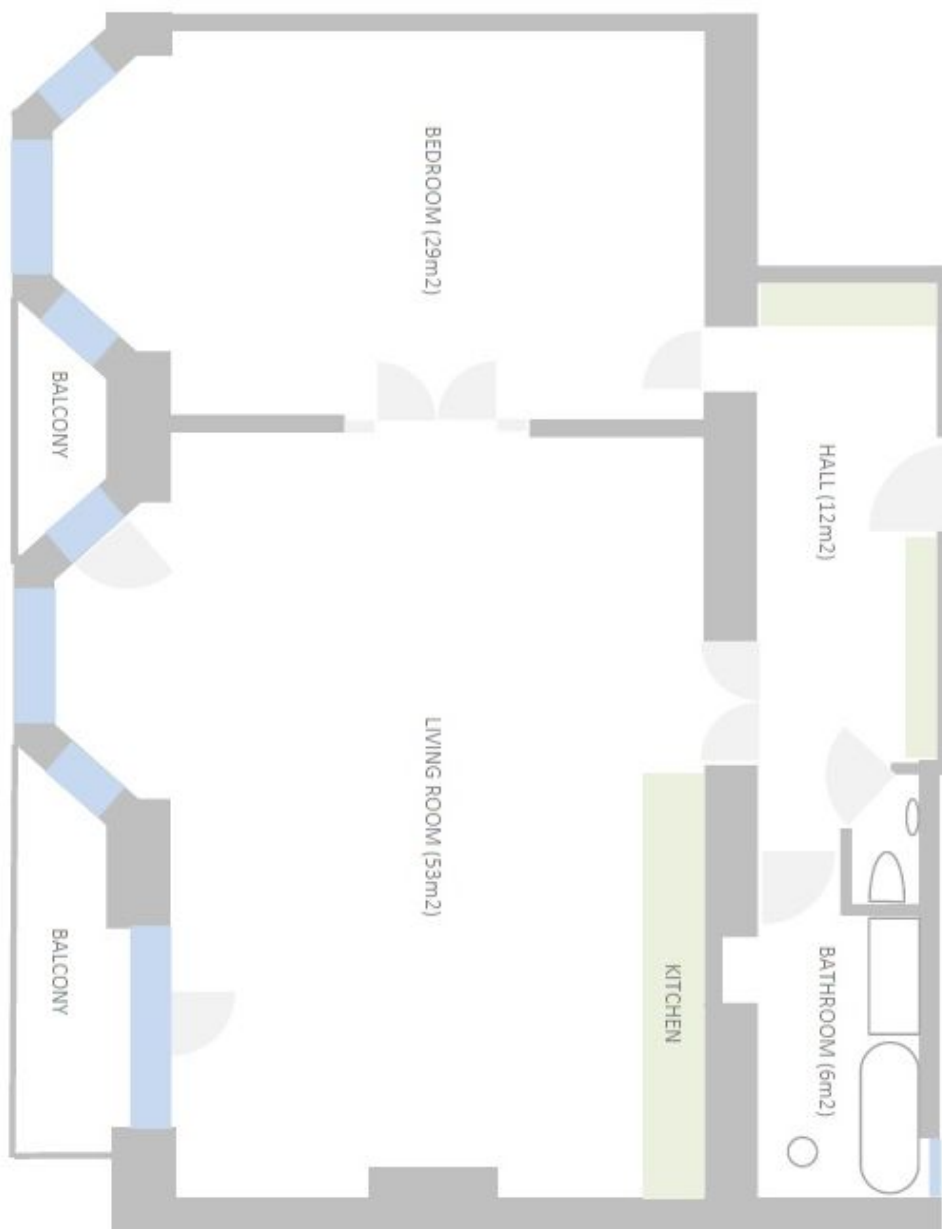 BEDROOM (29m2)
BALCONY
HALL (12m2)
LIVING ROOM (53m2)
BALCONY
KITCHEN
BATHROOM (6m2)